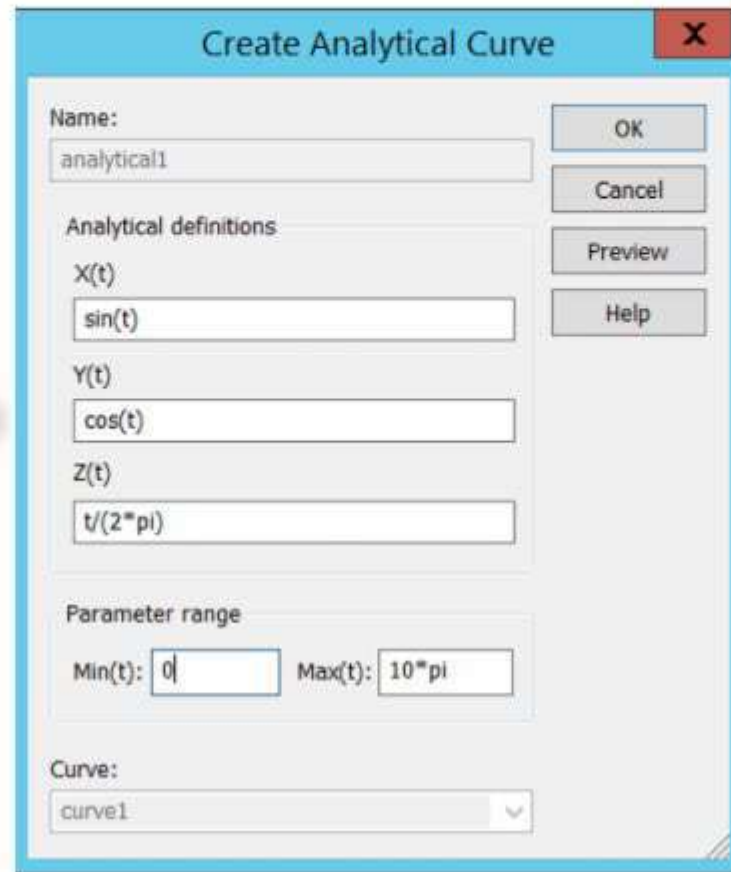 Create Analytical Curve
X
Name:
analytical1
OK
Cancel
Preview
Help
Analytical definitions
X(t)
sin(t)
Y(t)
cos(t)
Z(t)
t/(2*pi)
Parameter range
Min(t): 0 Max(t): 10*pi
Curve:
curve1